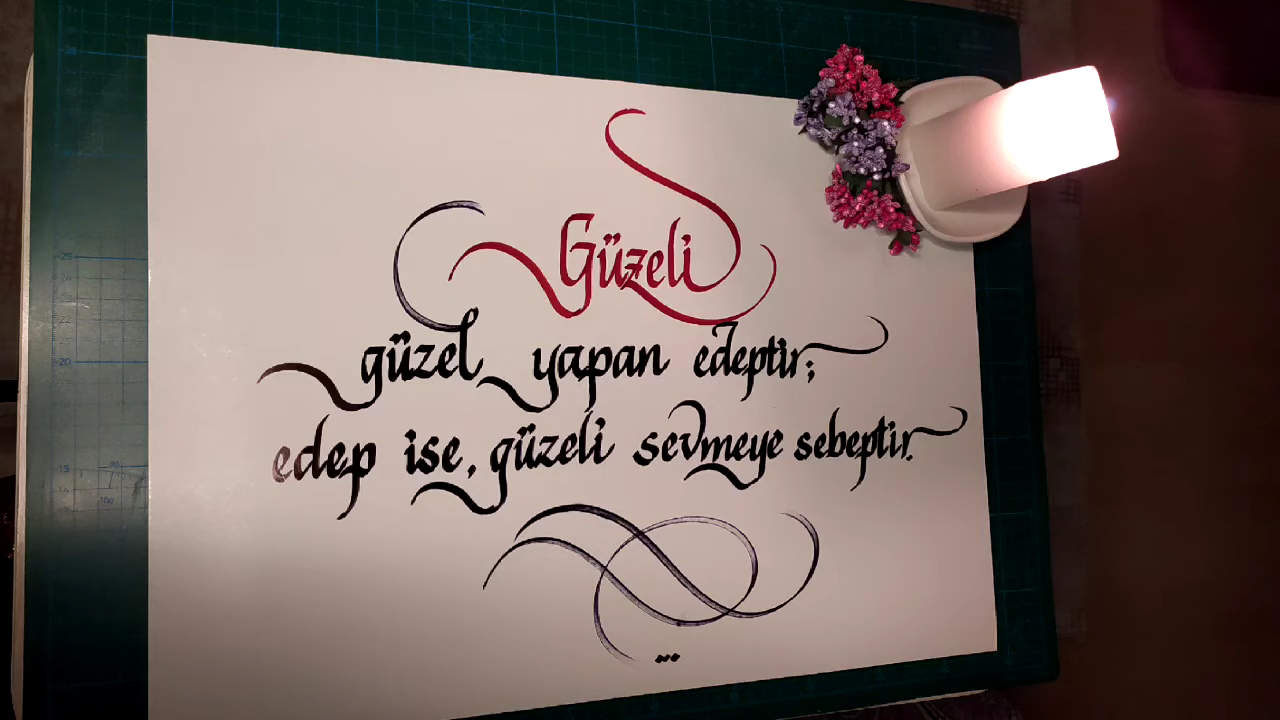 Güzeli
güzel yapan edeptir;
edep ise, güzeli sevmeye sebeptir.
...